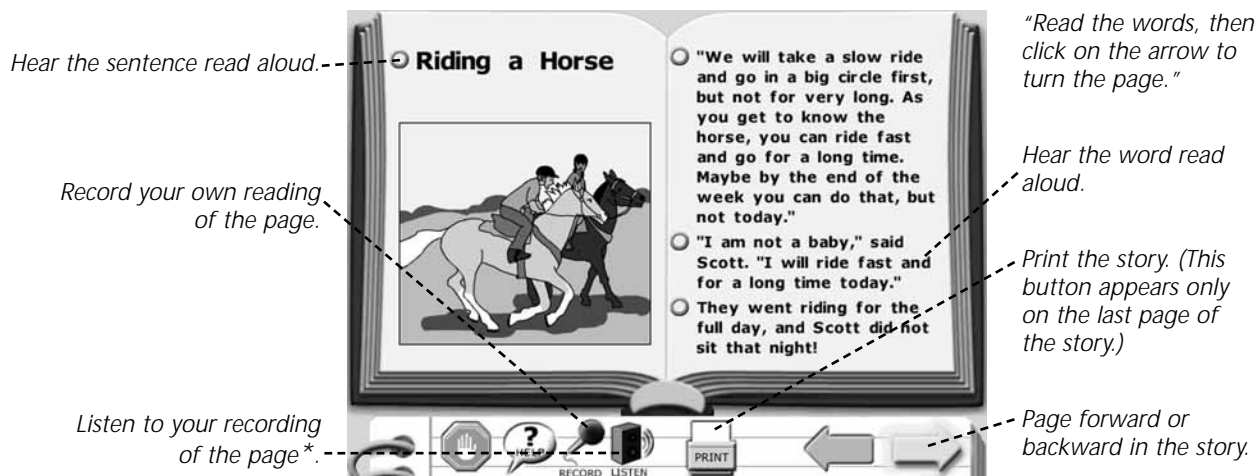 Hear the sentence read aloud.
Record your own reading
of the page.
Listen to your recording
of the page*.
Riding a Horse
"We will take a slow ride
and go in a big circle first,
but not for very long. As
you get to know the
horse, you can ride fast
and go for a long time.
Maybe by the end of the
week you can do that, but
not today."
"I am not a baby," said
Scott. "I will ride fast and
for a long time today."
They went riding for the
full day, and Scott did not
sit that night!
?
HELP
RECORD
LISTEN
PRINT
"Read the words, then
click on the arrow to
turn the page."
Hear the word read
aloud.
Print the story. (This
button appears only
on the last page of
the story.)
Page forward or
backward in the story.